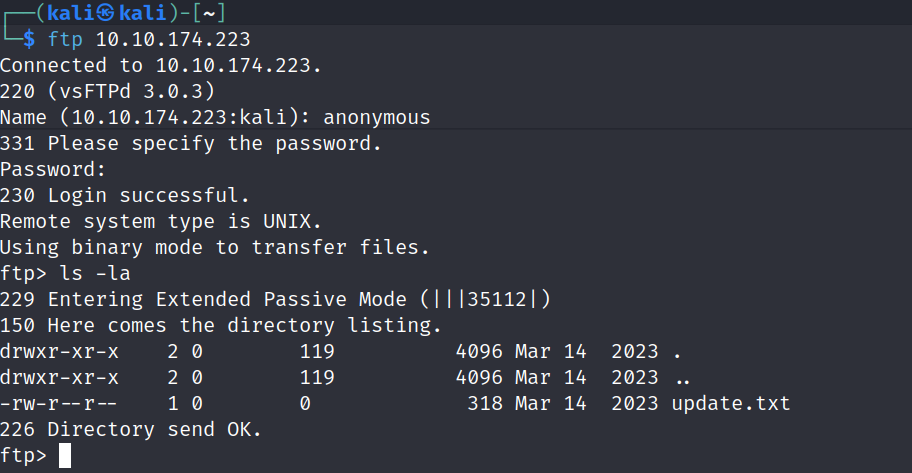 ┌──(kali㉿kali)-[~]
└─$ ftp 10.10.174.223
Connected to 10.10.174.223.
220 (vsFTPd 3.0.3)
Name (10.10.174.223:kali): anonymous
331 Please specify the password.
Password:
230 Login successful.
Remote system type is UNIX.
Using binary mode to transfer files.
ftp> ls -la
229 Entering Extended Passive Mode (|||35112|)
150 Here comes the directory listing.
drwxr-xr-x    2 0        119          4096 Mar 14  2023 .
drwxr-xr-x    2 0        119          4096 Mar 14  2023 ..
-rw-r--r--    1 0        0             318 Mar 14  2023 update.txt
226 Directory send OK.
ftp>